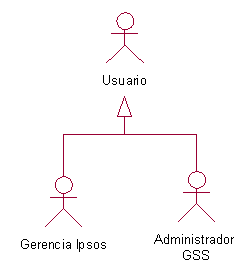 Usuario
Gerencia Ipsos
Administrador
GSS